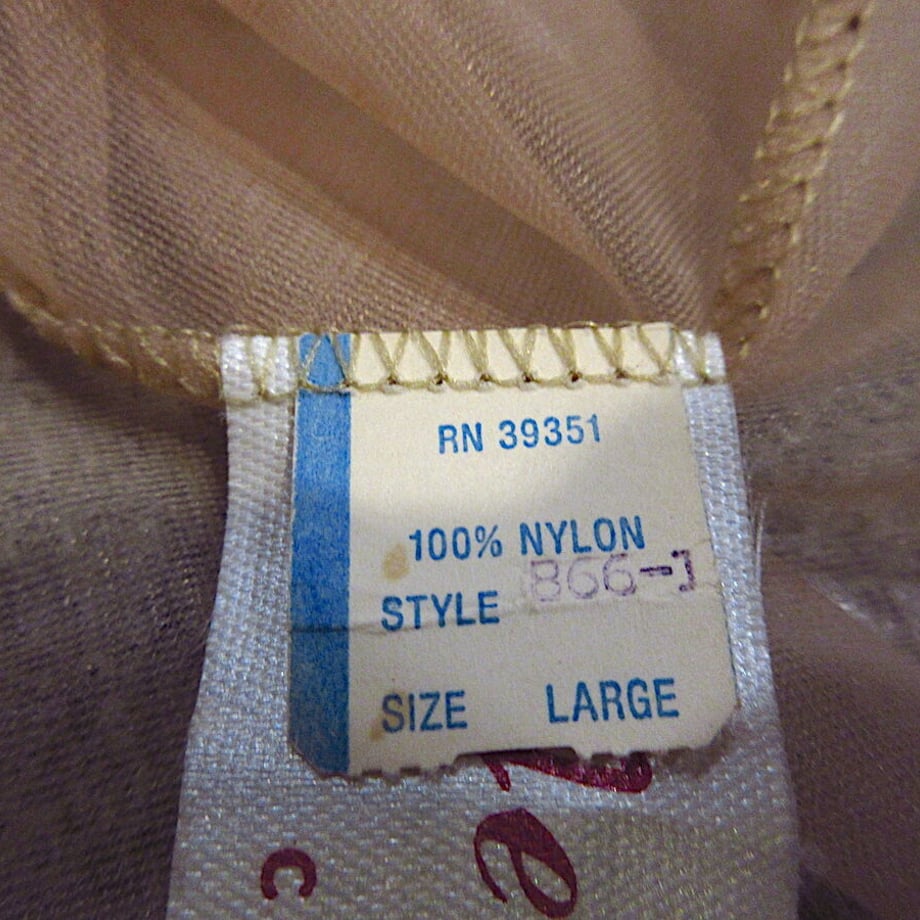 RN 39351
100% NYLON
STYLE 866-1
SIZE LARGE